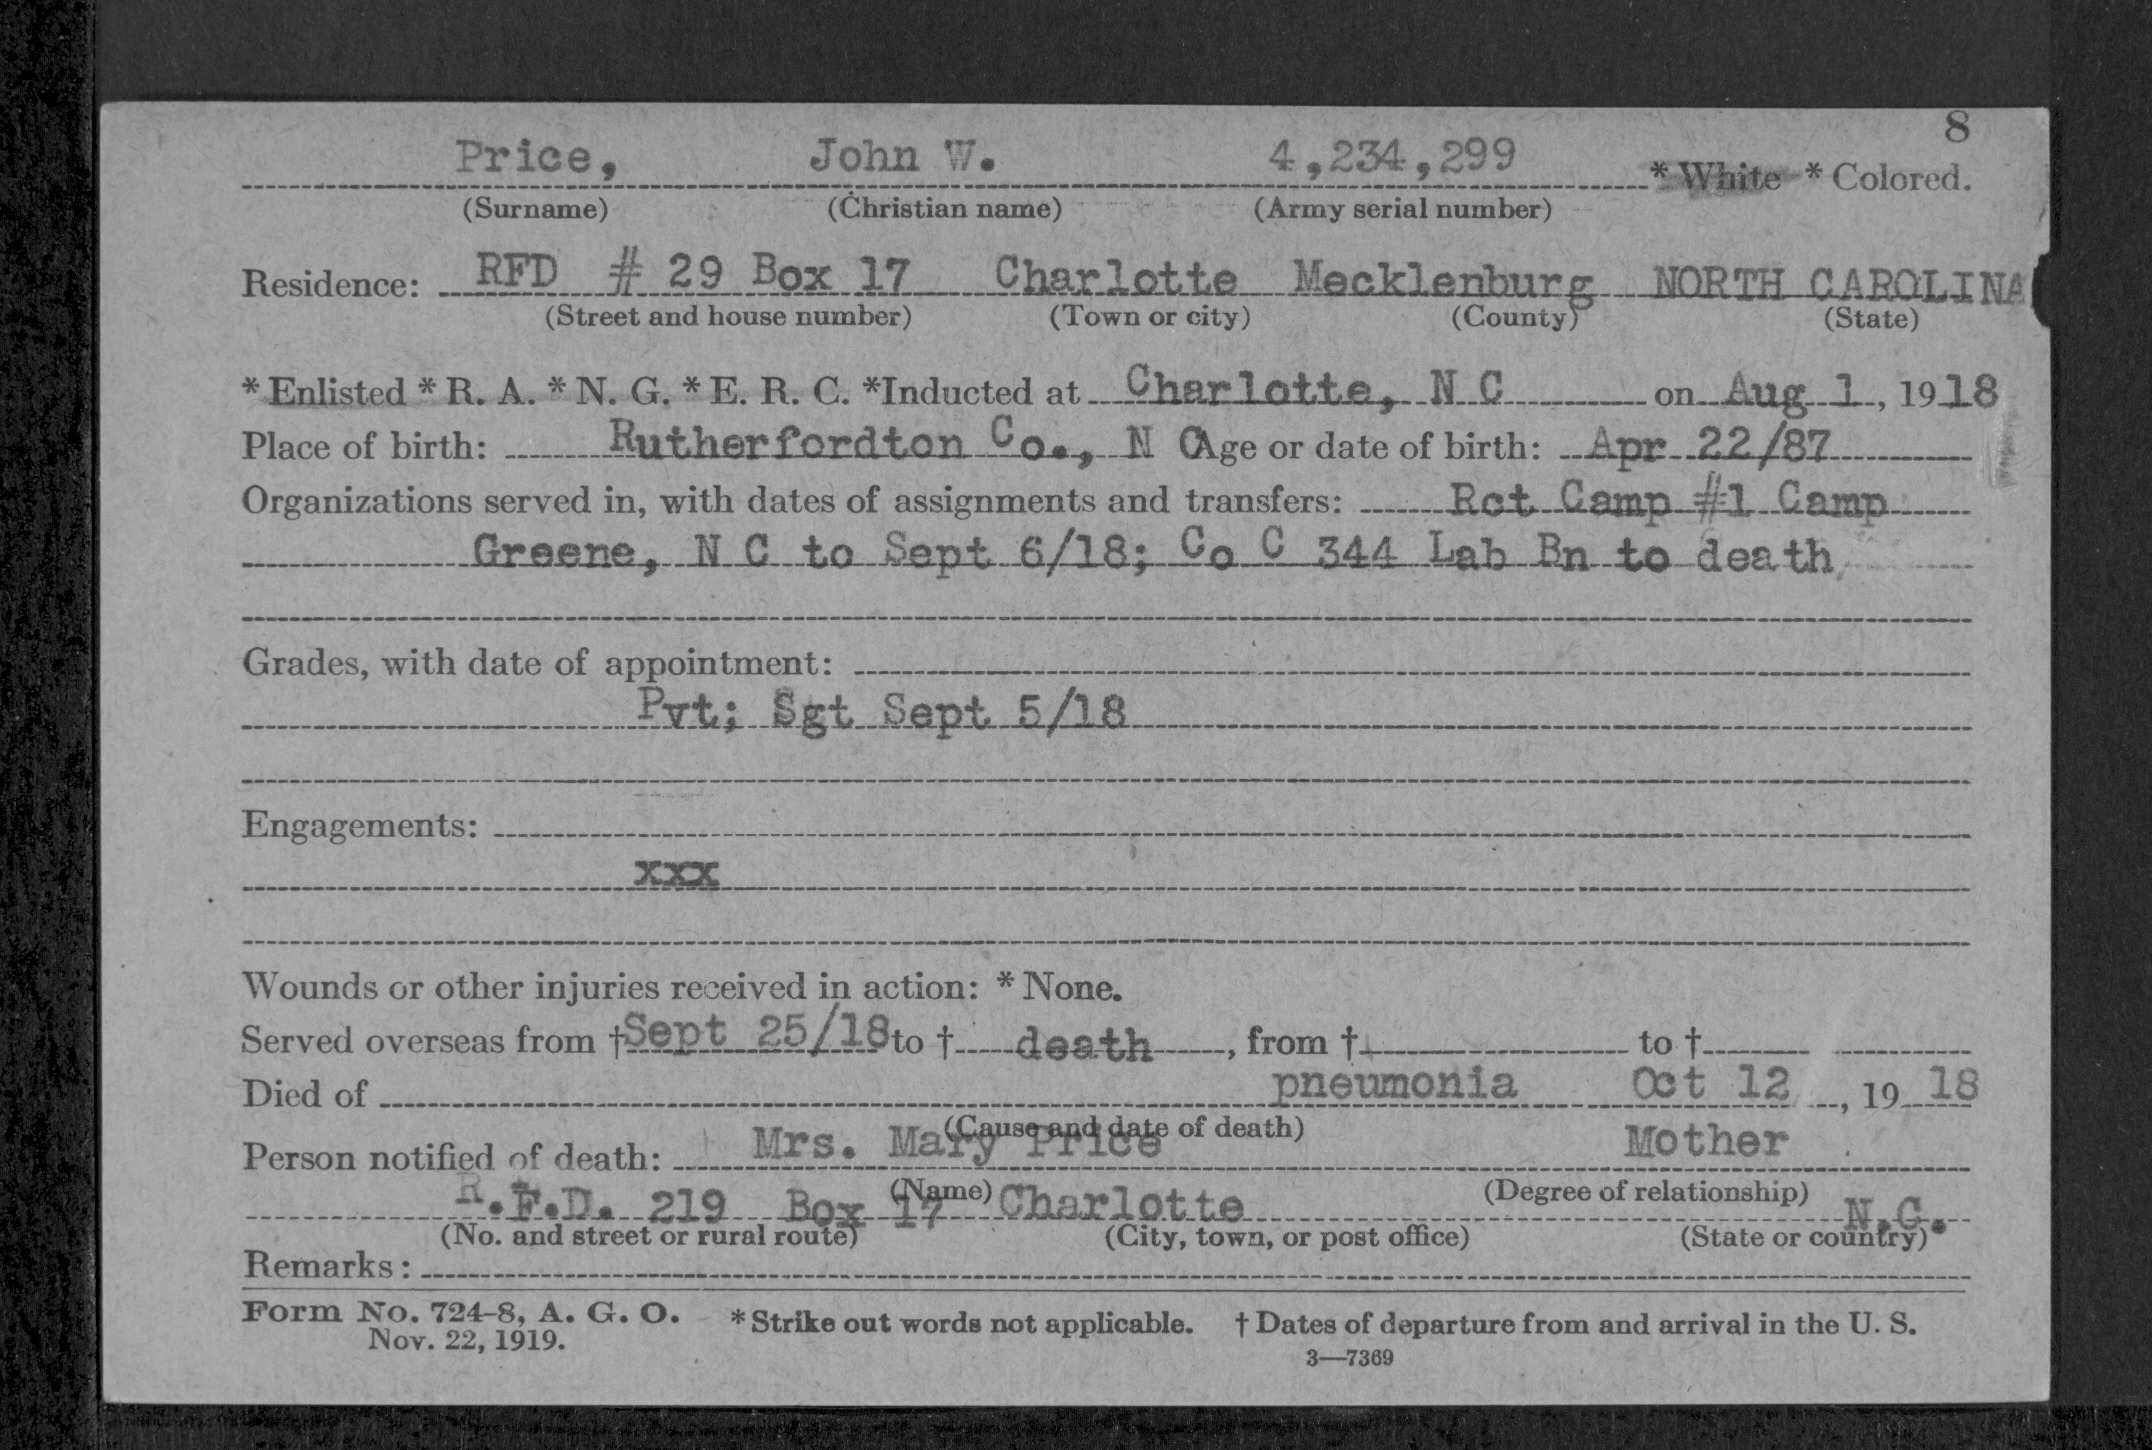 8
Price, John W. 4,234,299 * White * Colored.
(Surname) (Christian name) (Army serial number)
Residence: RFD # 29 Box 17 Charlotte Mecklenburg NORTH CAROLINA
(Street and house number) (Town or city) (County) (State)
* Enlisted * R. A. * N. G. * E. R. C. *Inducted at Charlotte, N C on Aug 1, 1918
Place of birth: Rutherfordton Co., N C Age or date of birth: Apr 22/87
Organizations served in, with dates of assignments and transfers: Rct Camp #1 Camp
Greene, N C to Sept 6/18; Co C 344 Lab Bn to death
Grades, with date of appointment:
Pvt; Sgt Sept 5/18
Engagements:
xxx
Wounds or other injuries received in action: * None.
Served overseas from † Sept 25/18 to † death, from † to †
Died of pneumonia Oct 12, 19 18
(Cause and date of death)
Person notified of death: Mrs. Mary Price Mother
(Name) (Degree of relationship)
R.F.D. 219 Box 17 Charlotte N.C.
(No. and street or rural route) (City, town, or post office) (State or country)
Remarks:
Form No. 724-8, A. G. O. * Strike out words not applicable. † Dates of departure from and arrival in the U. S.
Nov. 22, 1919.
3—7369